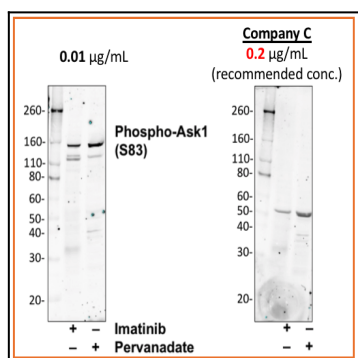 Company C
0.01 µg/mL
0.2 µg/mL
(recommended conc.)
260-
160-
110-
80-
60-
50-
40-
30-
20-
Phospho-Ask1
(S83)
260-
160-
110-
80-
60-
50-
40-
30-
20-
+ – Imatinib + –
– + Pervanadate – +